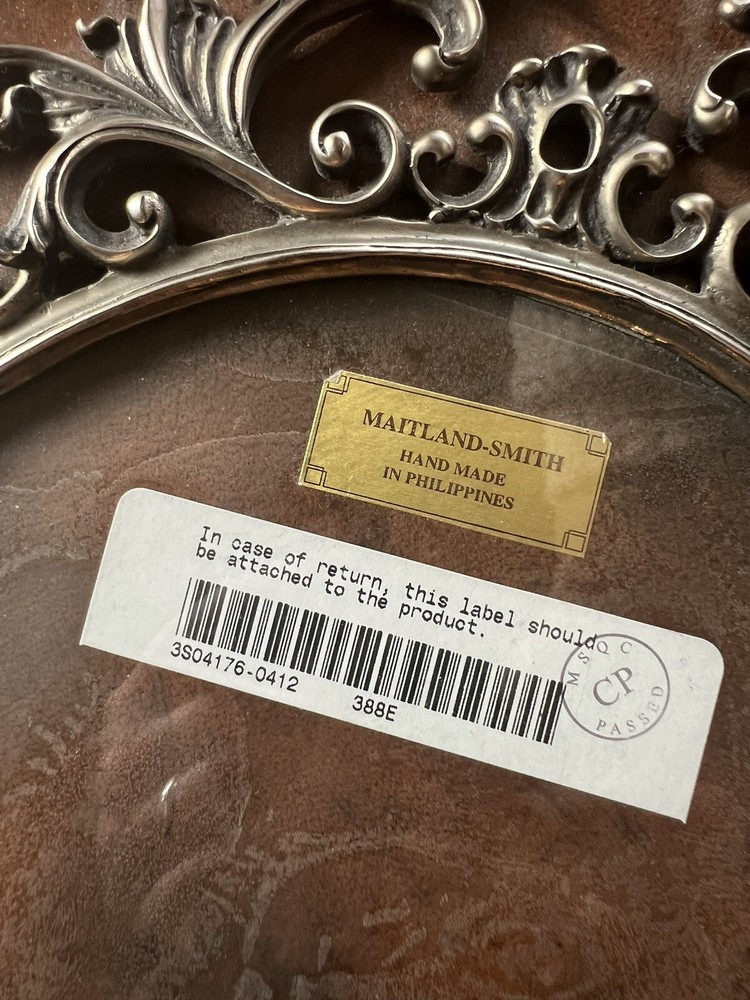 MAITLAND-SMITH
HAND MADE
IN PHILIPPINES
In case of return, this label should
be attached to the product.
3S04176-0412 388E
MSQC
CP
PASSED